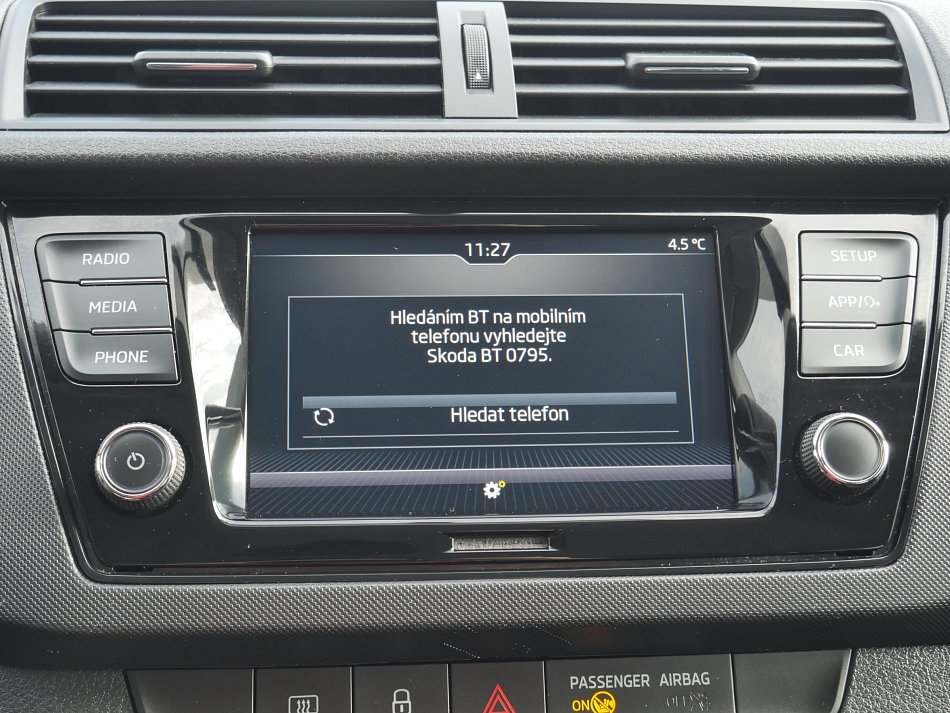 11:27
4.5 °C
RADIO
MEDIA
PHONE
SETUP
APP/
CAR
Hledáním BT na mobilním
telefonu vyhledejte
Skoda BT 0795.
Hledat telefon
PASSENGER AIRBAG
ON
OFF